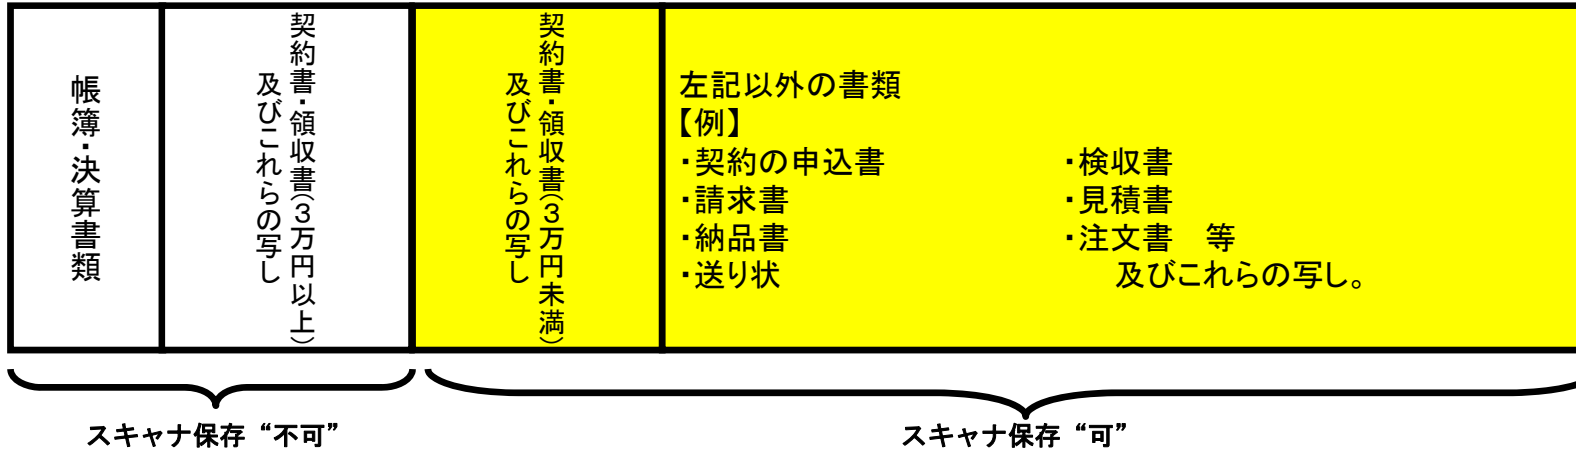 帳簿・決算書類
契約書・領収書（３万円以上）
及びこれらの写し
契約書・領収書（３万円未満）
及びこれらの写し
左記以外の書類
【例】
・契約の申込書　・検収書
・請求書　・見積書
・納品書　・注文書　等
・送り状　及びこれらの写し。
スキャナ保存“不可”
スキャナ保存“可”